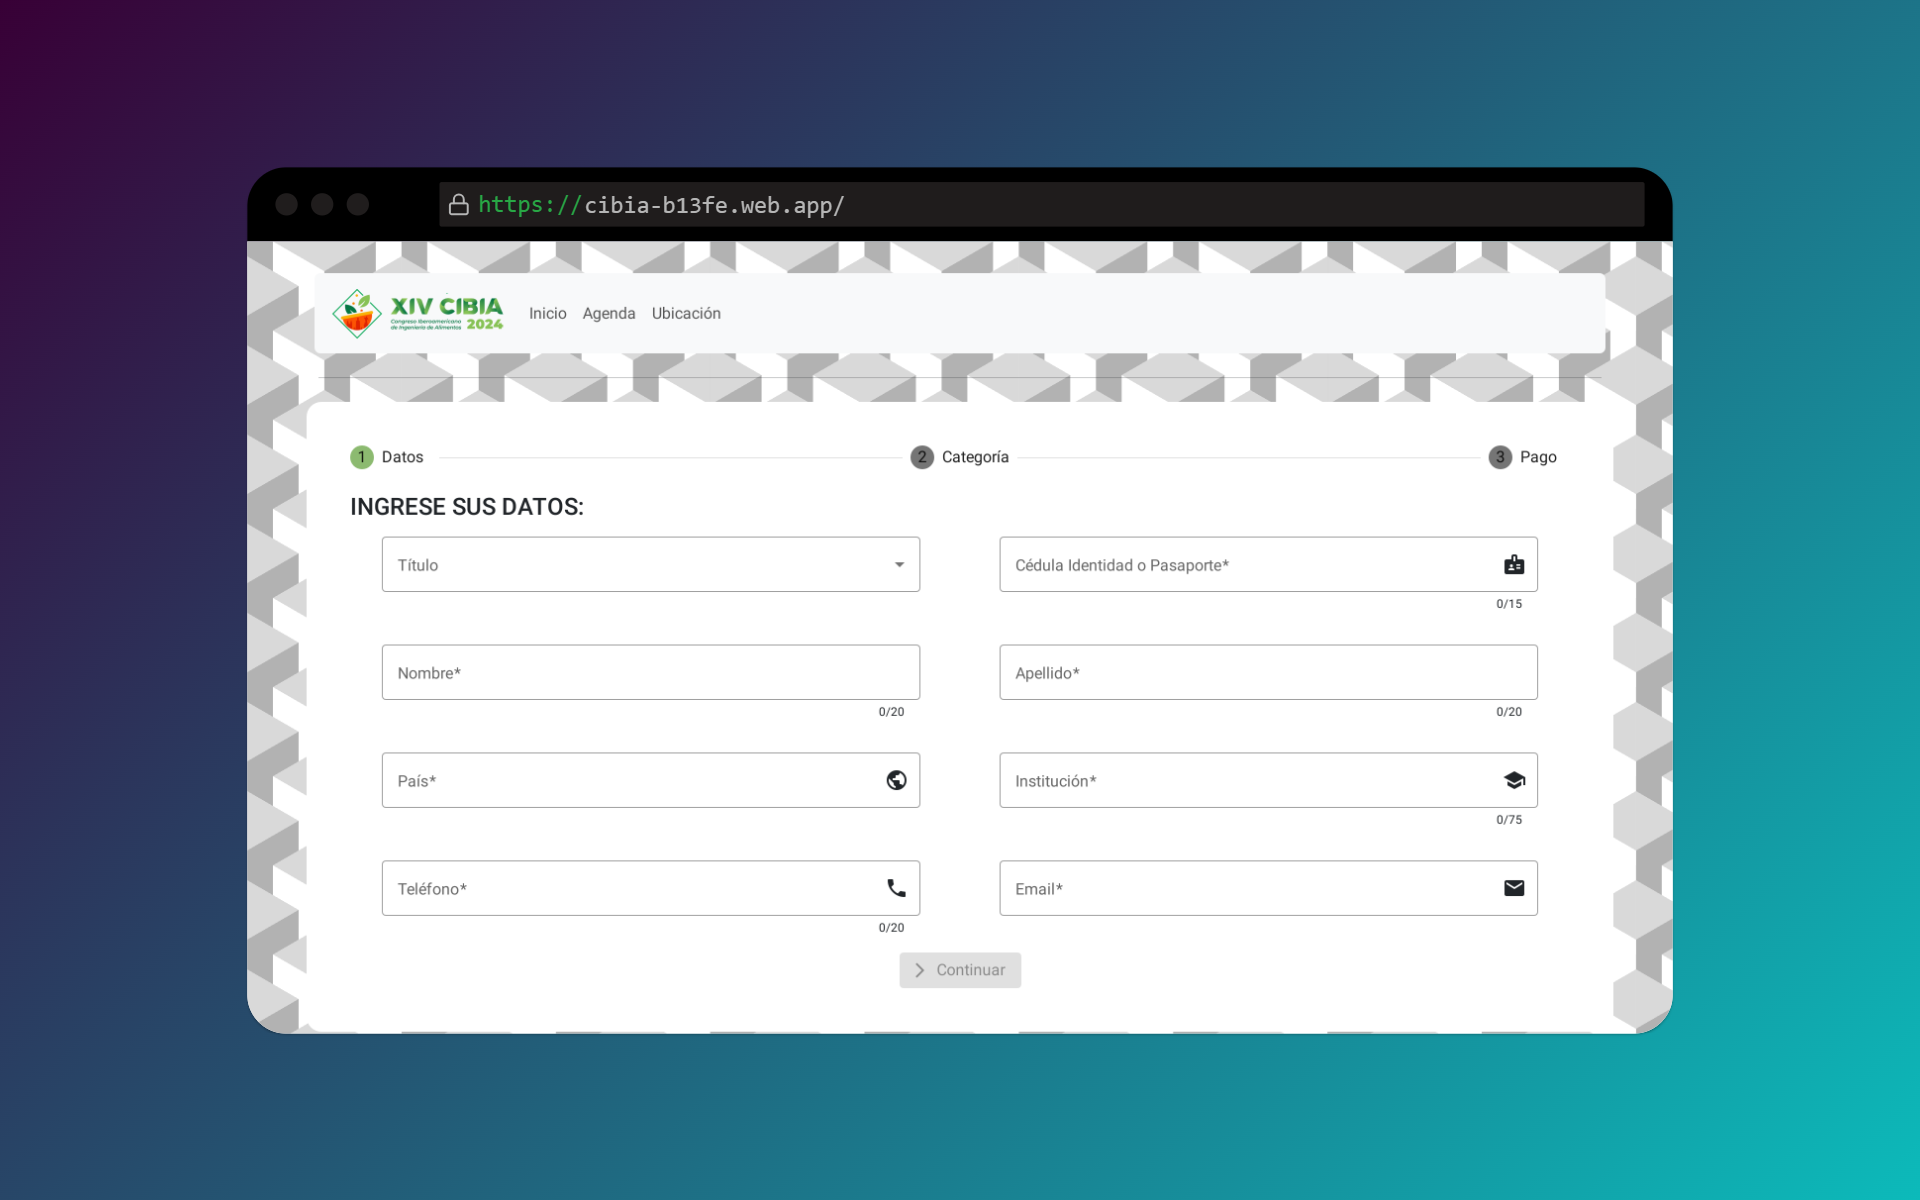 https://cibia-b13fe.web.app/
XIV CIBIA
Congreso Iberoamericano
de Ingeniería de Alimentos
2024
Inicio Agenda Ubicación
1 Datos 2 Categoría 3 Pago
INGRESE SUS DATOS:
Título
Cédula Identidad o Pasaporte*
0/15
Nombre*
0/20
Apellido*
0/20
País*
Institución*
0/75
Teléfono*
0/20
Email*
Continuar